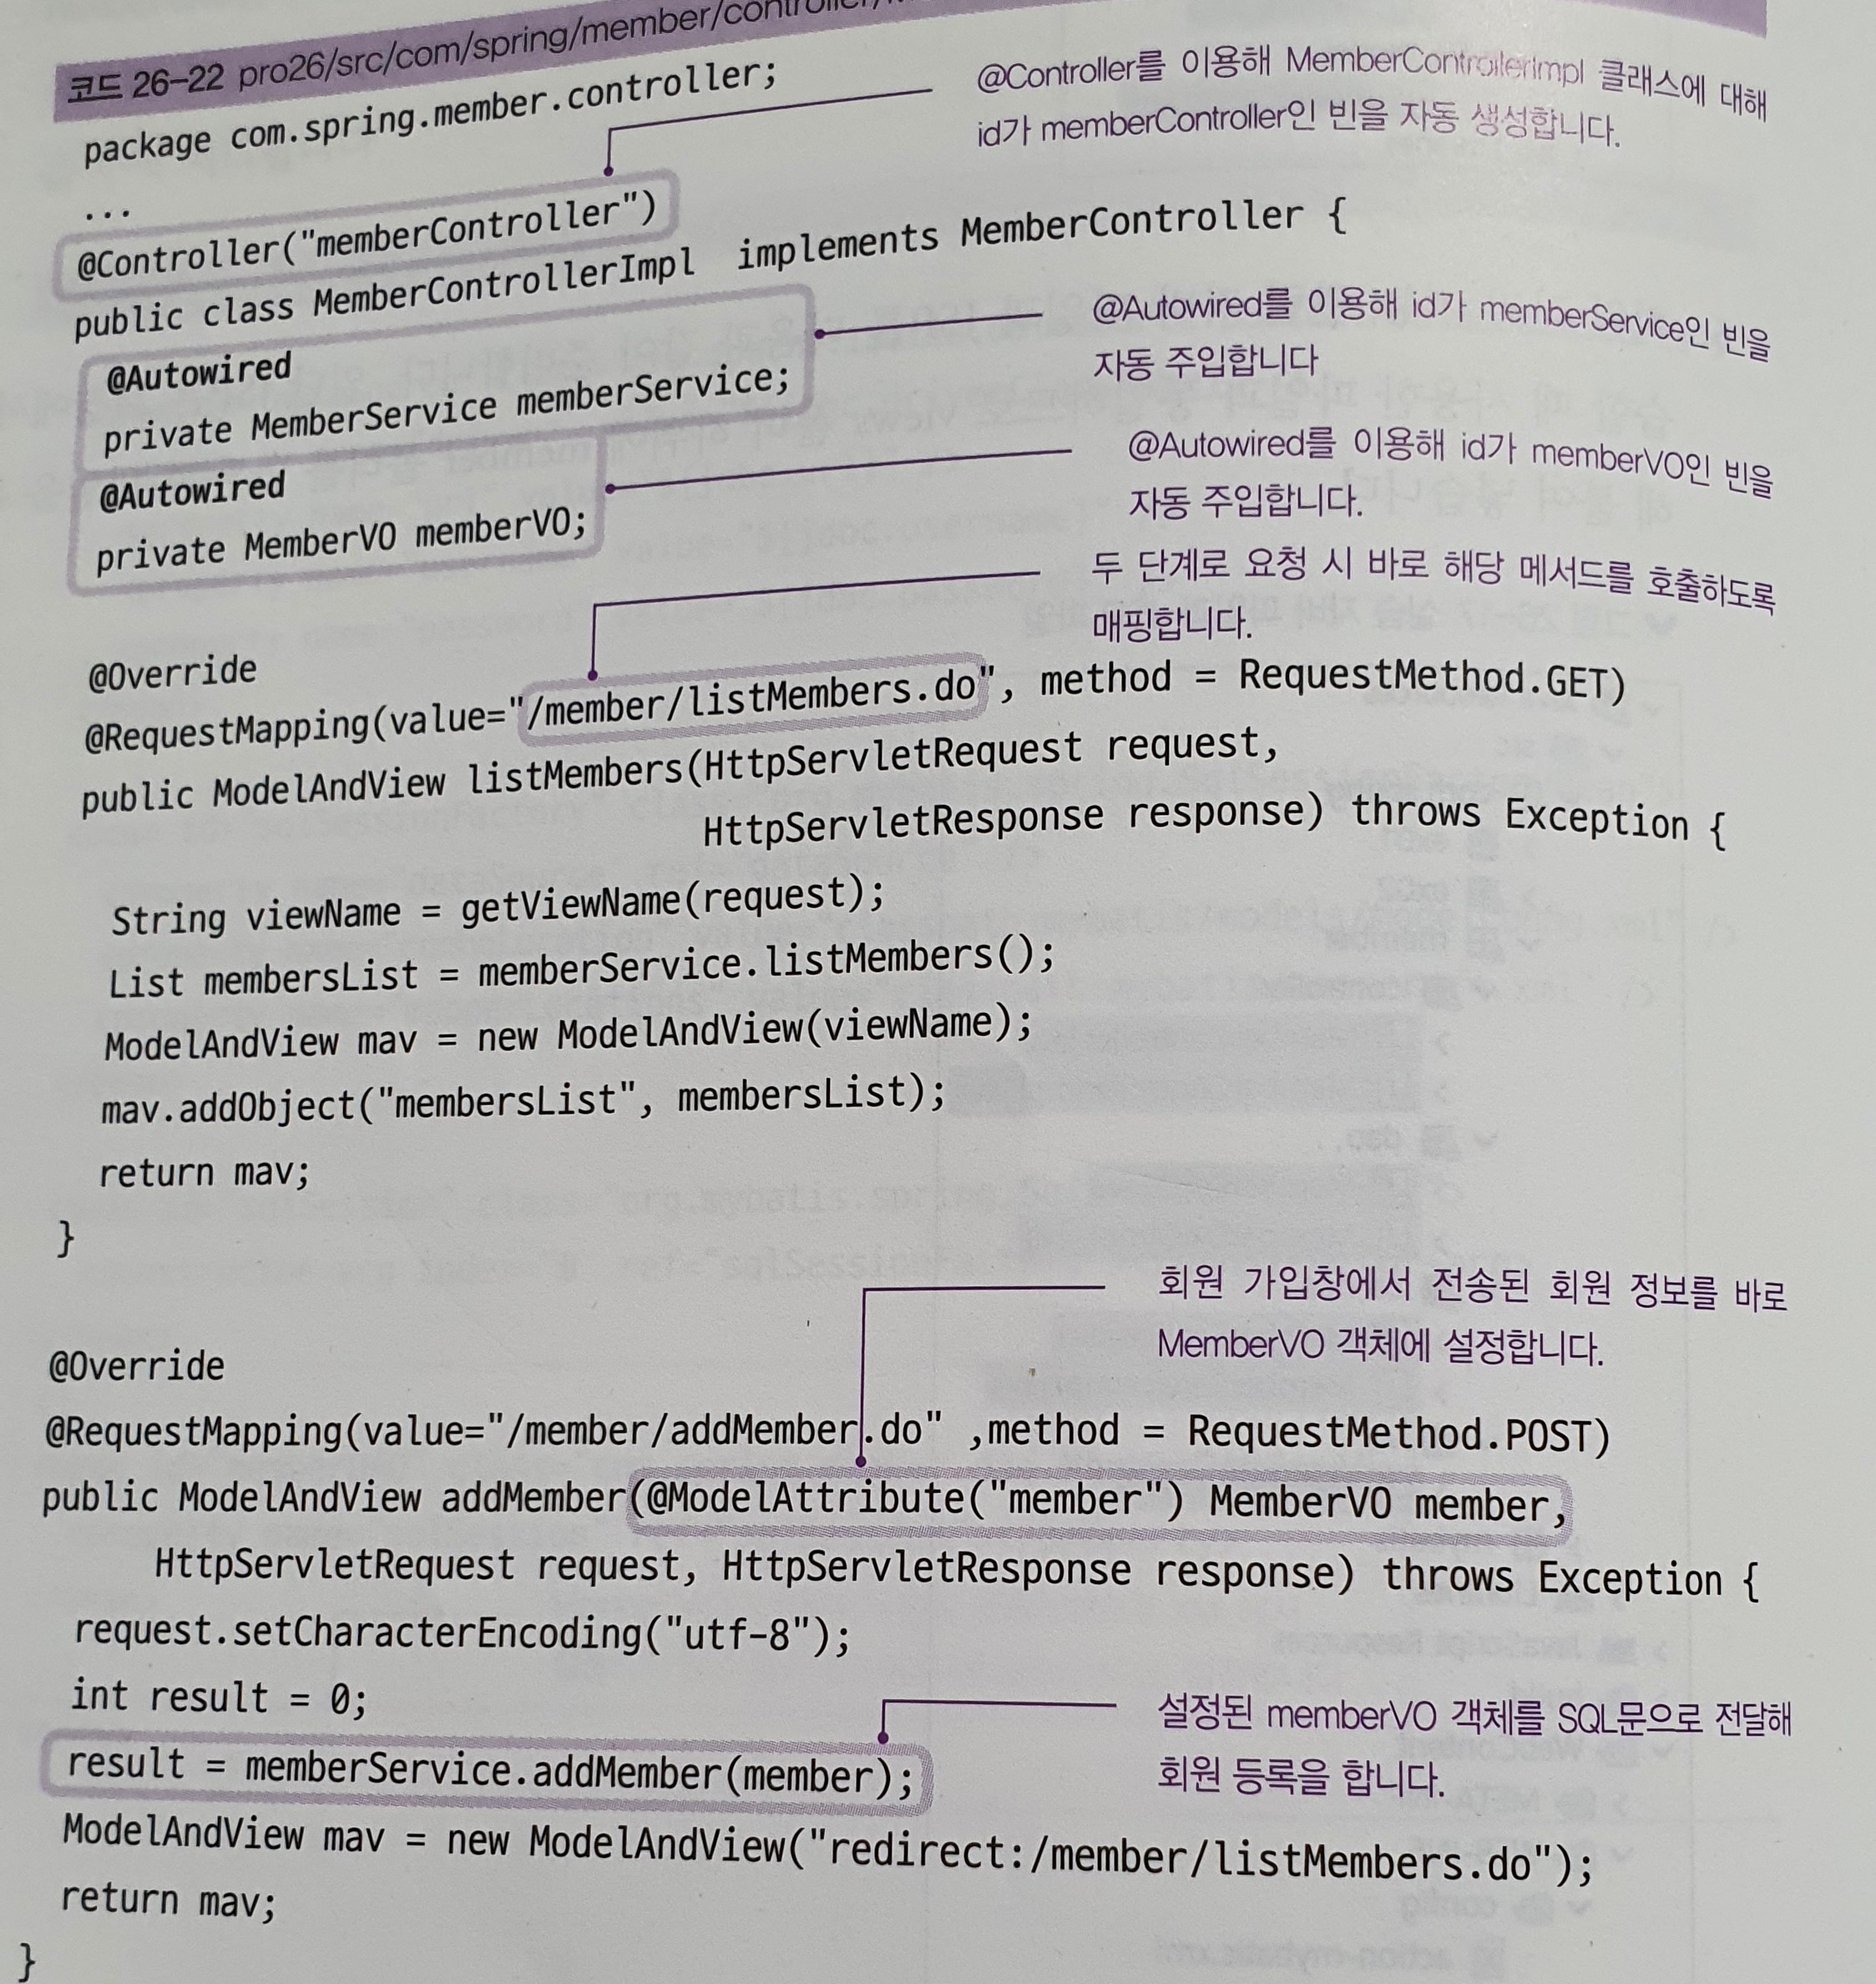 코드 26-22 pro26/src/com/spring/member/controller/
package com.spring.member.controller;
@Controller를 이용해 MemberControllerImpl 클래스에 대해
id가 memberController인 빈을 자동 생성합니다.
...
@Controller("memberController")
public class MemberControllerImpl  implements MemberController {
@Autowired
private MemberService memberService;
@Autowired를 이용해 id가 memberService인 빈을
자동 주입합니다
@Autowired
private MemberVO memberVO;
@Autowired를 이용해 id가 memberVO인 빈을
자동 주입합니다.
두 단계로 요청 시 바로 해당 메서드를 호출하도록
매핑합니다.
@Override
@RequestMapping(value="/member/listMembers.do", method = RequestMethod.GET)
public ModelAndView listMembers(HttpServletRequest request,
HttpServletResponse response) throws Exception {
String viewName = getViewName(request);
List membersList = memberService.listMembers();
ModelAndView mav = new ModelAndView(viewName);
mav.addObject("membersList", membersList);
return mav;
}
회원 가입창에서 전송된 회원 정보를 바로
MemberVO 객체에 설정합니다.
@Override
@RequestMapping(value="/member/addMember.do" ,method = RequestMethod.POST)
public ModelAndView addMember(@ModelAttribute("member") MemberVO member,
HttpServletRequest request, HttpServletResponse response) throws Exception {
request.setCharacterEncoding("utf-8");
int result = 0;
result = memberService.addMember(member);
설정된 memberVO 객체를 SQL문으로 전달해
회원 등록을 합니다.
ModelAndView mav = new ModelAndView("redirect:/member/listMembers.do");
return mav;
}